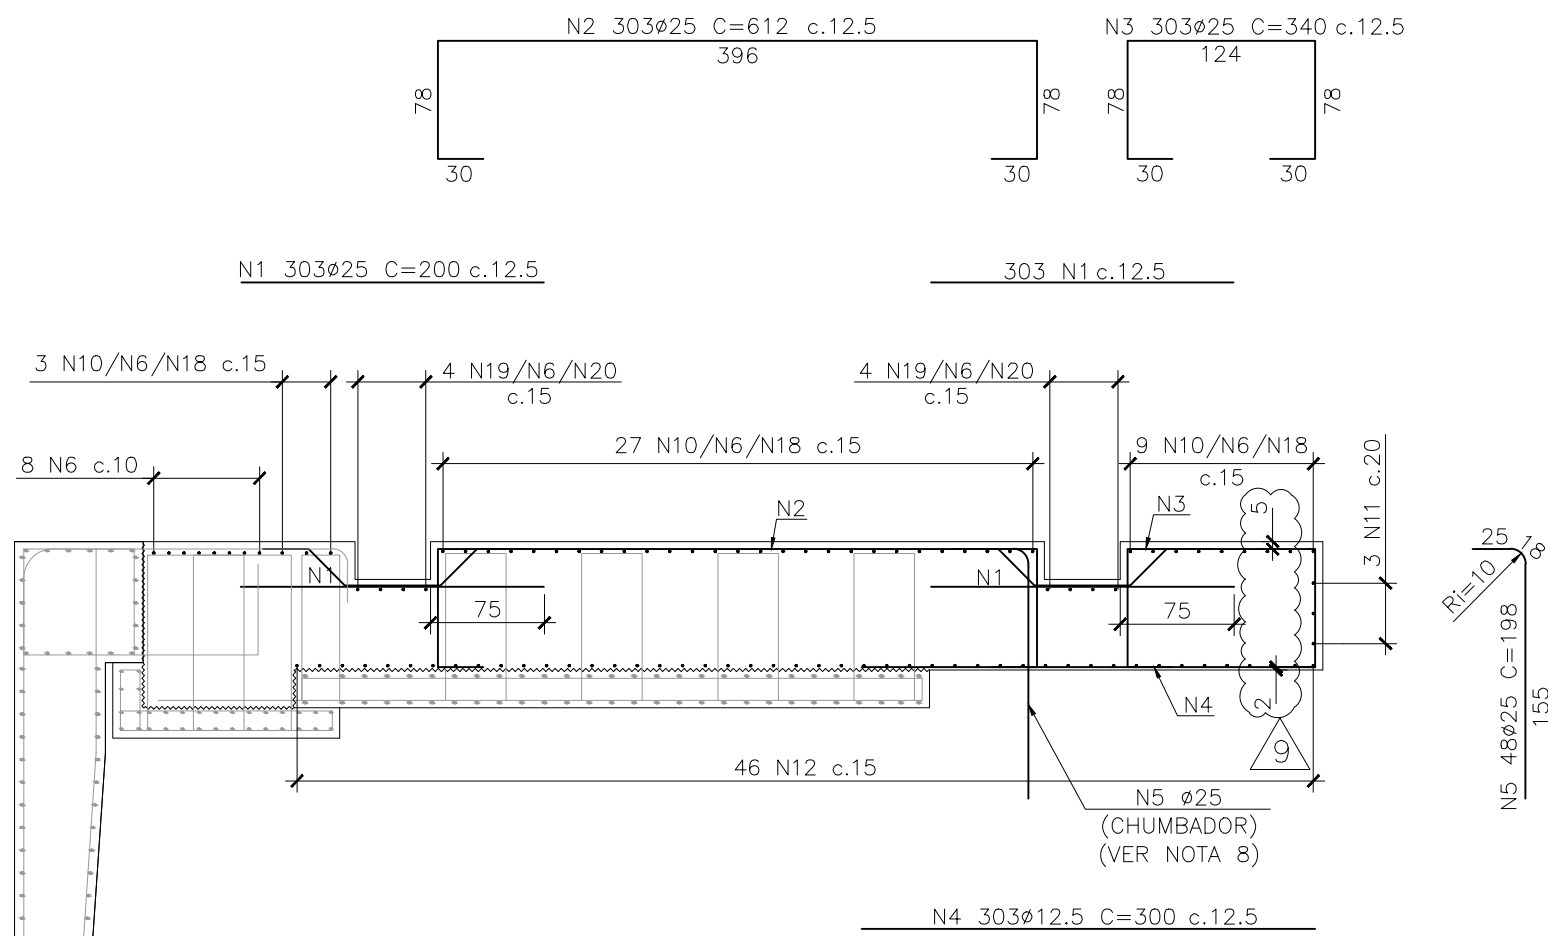 N2 303ø25 C=612 c.12.5
396
78
78
30
30
N3 303ø25 C=340 c.12.5
124
78
78
30
30
N1 303ø25 C=200 c.12.5
303 N1 c.12.5
3 N10/N6/N18 c.15
4 N19/N6/N20
c.15
4 N19/N6/N20
c.15
8 N6 c.10
27 N10/N6/N18 c.15
9 N10/N6/N18
c.15
3 N11 c.20
N2
N3
5
N1
N1
75
75
25
18
Ri=10
N5 48ø25 C=198
155
N4
2
9
46 N12 c.15
N5 ø25
(CHUMBADOR)
(VER NOTA 8)
N4 303ø12.5 C=300 c.12.5